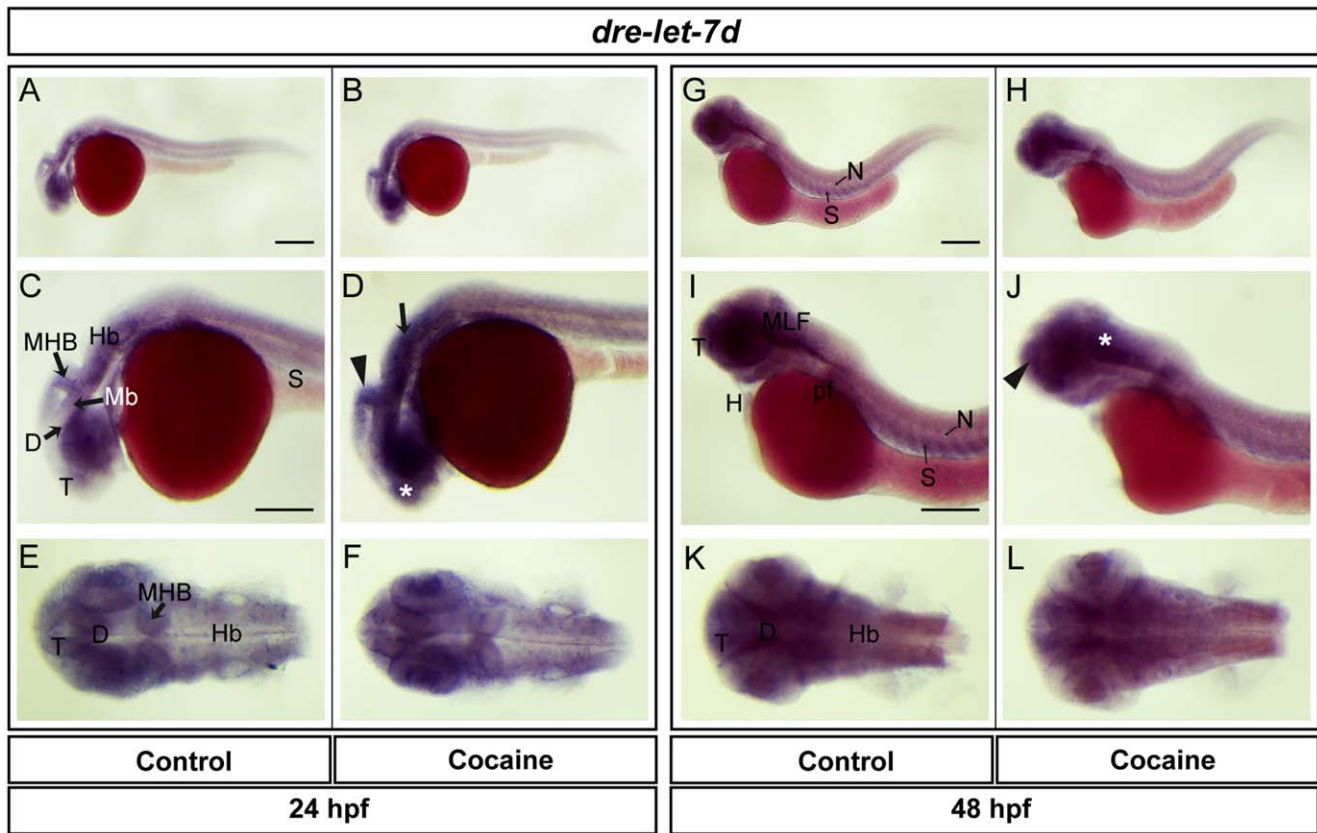 dre-let-7d
A
B
G
H
N
S
C
Hb
MHB
Mb
D
T
S
D
*
I
MLF
T
H
pf
N
S
J
*
E
MHB
T
D
Hb
F
K
T
D
Hb
L
Control
Cocaine
Control
Cocaine
24 hpf
48 hpf